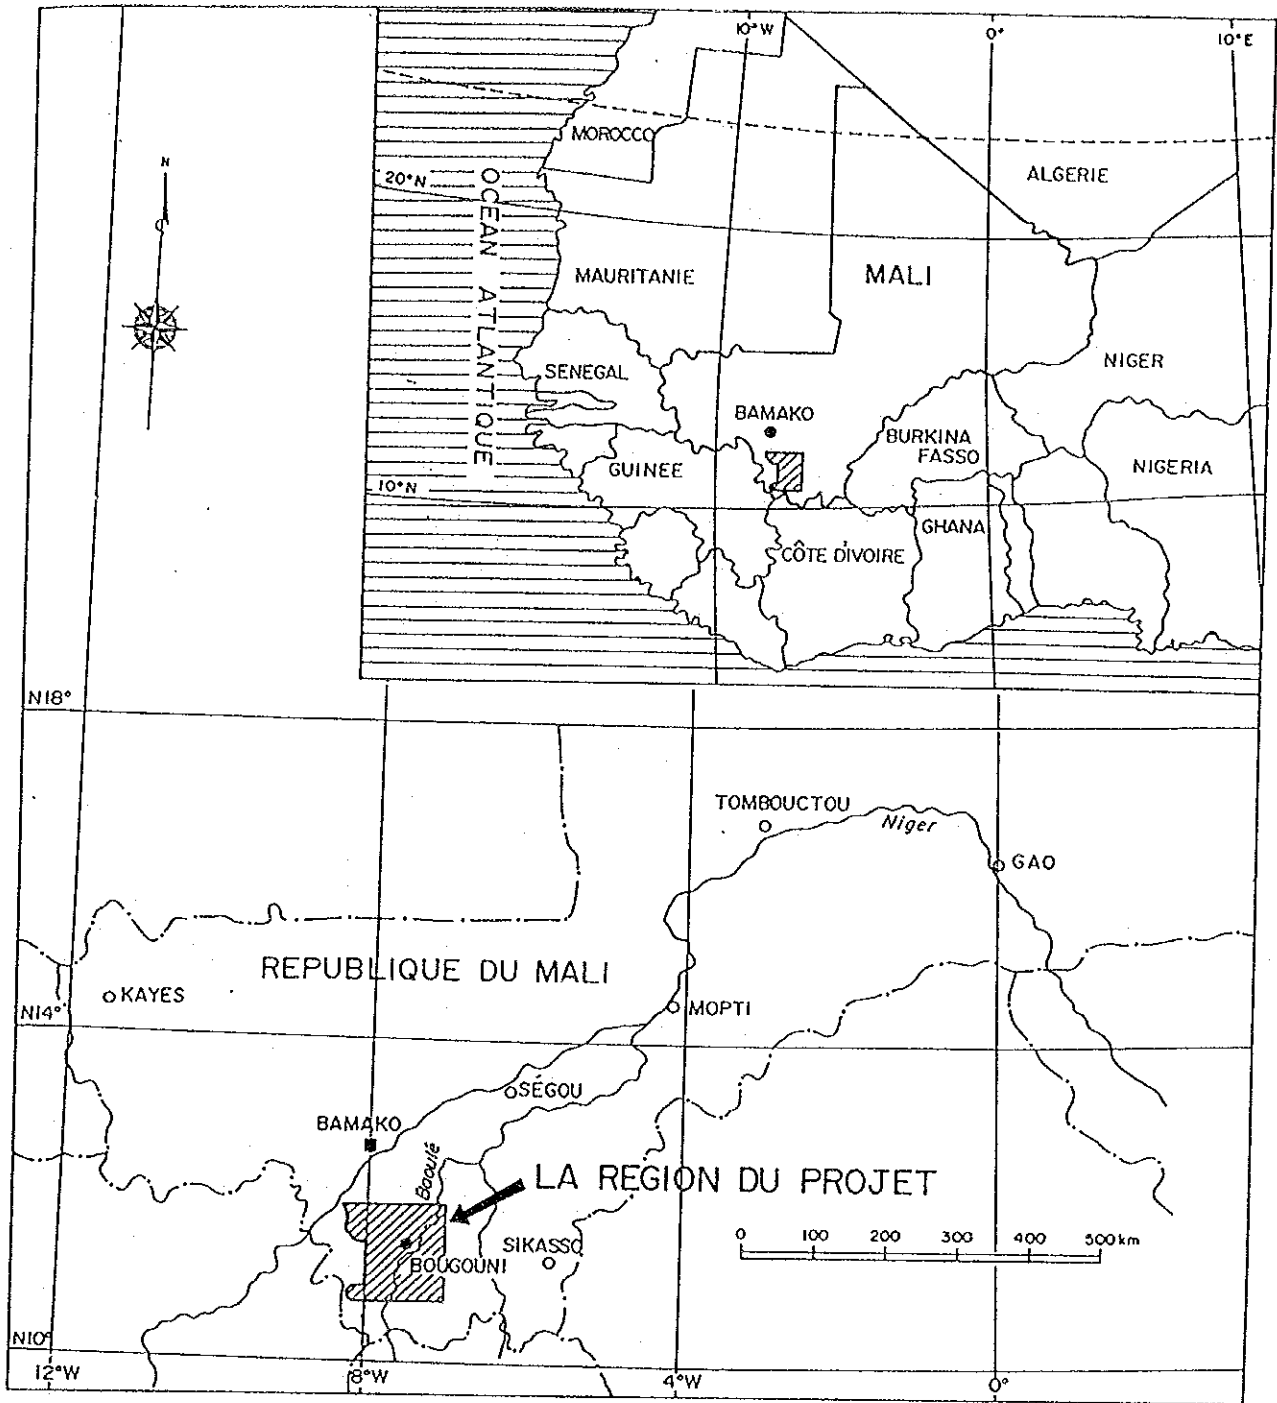 10°W
0°
10°E
N
MOROCCO
20°N
ALGERIE
OCEAN ATLANTIQUE
MAURITANIE
MALI
SENEGAL
NIGER
BAMAKO
BURKINA
FASSO
GUINEE
NIGERIA
10°N
GHANA
CÔTE D'IVOIRE
N18°
TOMBOUCTOU
Niger
GAO
REPUBLIQUE DU MALI
KAYES
N14°
MOPTI
SÉGOU
BAMAKO
Baoulé
LA REGION DU PROJET
SIKASSO
0 100 200 300 400 500 km
BOUGOUNI
N10°
12°W
8°W
4°W
0°